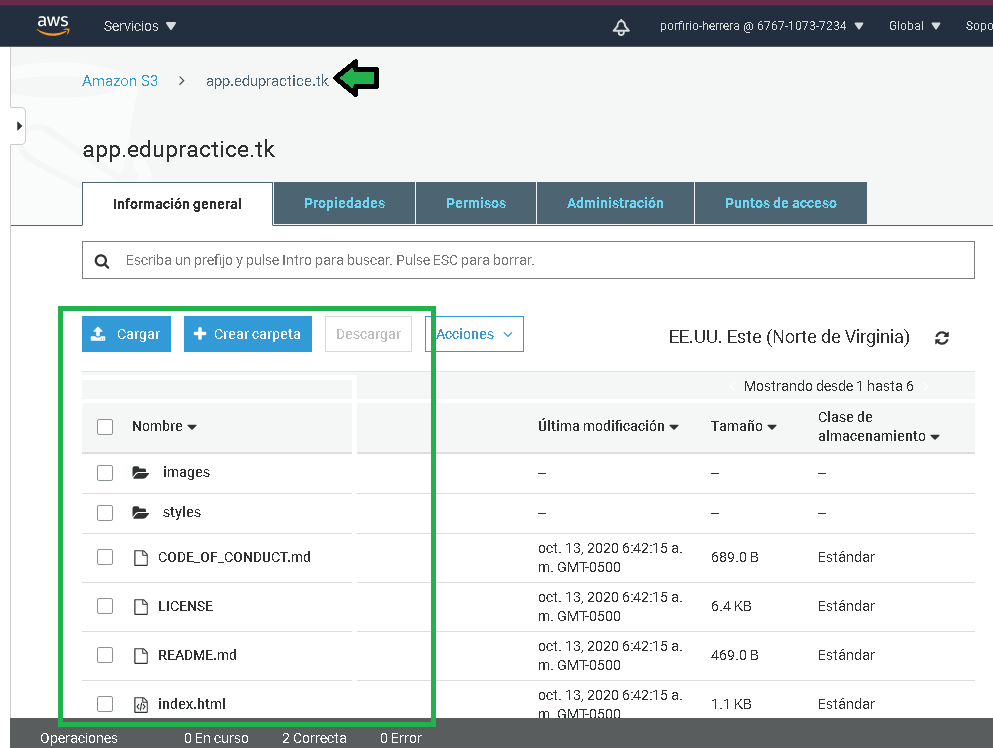 aws Servicios porfirio-herrera @ 6767-1073-7234 Global Sopo
Amazon S3 > app.edupractice.tk
app.edupractice.tk
Información general Propiedades Permisos Administración Puntos de acceso
Escriba un prefijo y pulse Intro para buscar. Pulse ESC para borrar.
Cargar Crear carpeta Descargar Acciones EE.UU. Este (Norte de Virginia)
Mostrando desde 1 hasta 6
Nombre Última modificación Tamaño Clase de almacenamiento
images -- -- --
styles -- -- --
CODE_OF_CONDUCT.md oct. 13, 2020 6:42:15 a. m. GMT-0500 689.0 B Estándar
LICENSE oct. 13, 2020 6:42:15 a. m. GMT-0500 6.4 KB Estándar
README.md oct. 13, 2020 6:42:15 a. m. GMT-0500 469.0 B Estándar
index.html oct. 13, 2020 6:42:15 a. m. GMT-0500 1.1 KB Estándar
Operaciones 0 En curso 2 Correcta 0 Error